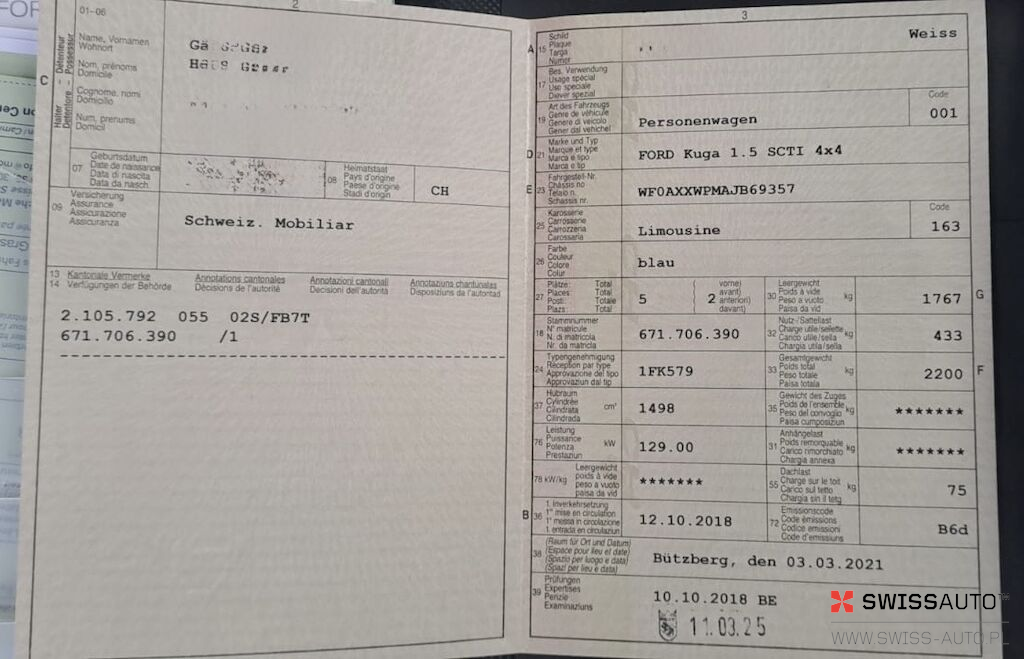 01-06
2
Détenteur
Possessur
Halter
Detentore
C
Name, Vornamen
Wohnort
Nom, prénoms
Domicile
Cognome, nomi
Domicilio
Num, prenums
Domicil
07
Geburtsdatum
Date de naissance
Data di nascita
Data da nasch.
08
Heimatstaat
Pays d'origine
Paese d'origine
Stadi d'origin
CH
09
Versicherung
Assurance
Assicurazione
Assicuranza
Schweiz. Mobiliar
13
14
Kantonale Vermerke
Verfügungen der Behörde
Annotations cantonales
Décisions de l'autorité
Annotazioni cantonali
Decisioni dell'autorità
Annotaziuns chantunalas
Disposiziuns da l'autoritad
2.105.792 055 02S/FB7T
671.706.390 /1
3
A
15
Schild
Plaque
Targa
Numer
Weiss
17
Bes. Verwendung
Usage spécial
Uso speciale
Diever spezial
19
Art des Fahrzeugs
Genre de véhicule
Genere di veicolo
Gener dal vehichel
Personenwagen
Code
001
D
21
Marke und Typ
Marque et type
Marca e tipo
Marca e tip
FORD Kuga 1.5 SCTI 4x4
E
23
Fahrgestell-Nr.
Châssis no
Telaio n.
Schassis nr.
WF0AXXWPMAJB69357
25
Karosserie
Carrosserie
Carrozzeria
Carossaria
Limousine
Code
163
26
Farbe
Couleur
Colore
Colur
blau
27
Plätze: Total
Places: Total
Posti: Totale
Plazs: Total
5
2
vorne)
avant)
anteriori)
davant)
30
Leergewicht
Poids à vide
Peso a vuoto
Paisa da vid
kg
1767
G
18
Stammnummer
N° matricule
N. di matricola
Nr. da matricla
671.706.390
32
Nutz-/Sattellast
Charge utile/sellette
Carico utile/sella
Chargia utila/sella
kg
433
24
Typengenehmigung
Réception par type
Approvazione del tipo
Approvaziun dal tip
1FK579
33
Gesamtgewicht
Poids total
Peso totale
Paisa totala
kg
2200
F
37
Hubraum
Cylindrée
Cilindrata
Cilindrada
cm³
1498
35
Gewicht des Zuges
Poids de l'ensemble
Peso del convoglio
Paisa cumposiziun
kg
*******
76
Leistung
Puissance
Potenza
Prestaziun
kW
129.00
31
Anhängelast
Poids remorquable
Carico rimorchiato
Chargia annexa
kg
*******
78 kW/kg
Leergewicht
poids à vide
peso a vuoto
paisa da vid
*******
55
Dachlast
Charge sur le toit
Carico sul tetto
Chargia sin il tetg
kg
75
B
36
1. Inverkehrsetzung
1re mise en circulation
1a messa in circolazione
1. entrada en circulaziun
12.10.2018
72
Emissionscode
Code émissions
Codice emissioni
Code d'emissiuns
B6d
38
(Raum für Ort und Datum)
(Espace pour lieu et date)
(Spazio per luogo e data)
(Spazi per lieu e data)
Bützberg, den 03.03.2021
39
Prüfungen
Expertises
Perizie
Examinaziuns
10.10.2018 BE
11.03.25
SWISSAUTO
WWW.SWISS-AUTO.PL